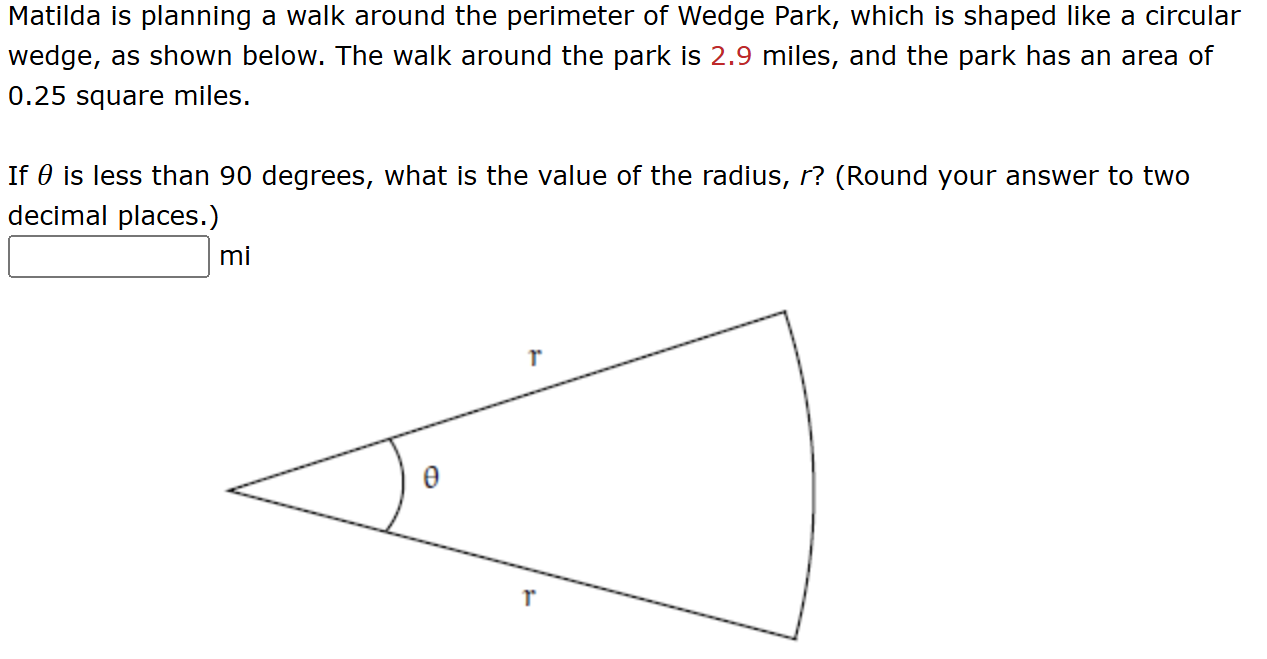 Matilda is planning a walk around the perimeter of Wedge Park, which is shaped like a circular
wedge, as shown below. The walk around the park is 2.9 miles, and the park has an area of
0.25 square miles.
If θ is less than 90 degrees, what is the value of the radius, r? (Round your answer to two
decimal places.)
mi
r
θ
r